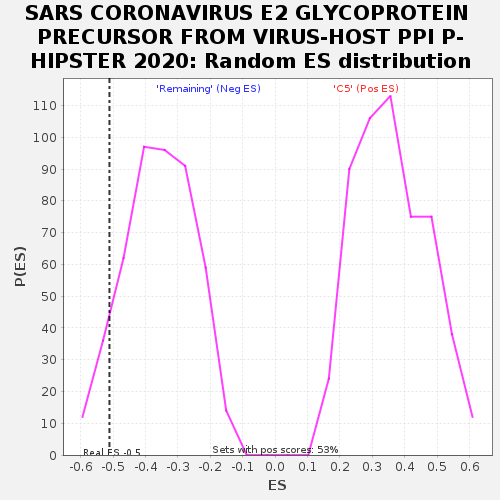 SARS CORONAVIRUS E2 GLYCOPROTEIN
PRECURSOR FROM VIRUS-HOST PPI P-
HIPSTER 2020: Random ES distribution
'Remaining' (Neg ES) 'C5' (Pos ES)
110
100
90
80
70
60
50
40
30
20
10
0
P(ES)
Real ES -0.5
Sets with pos scores: 53%
-0.6 -0.5 -0.4 -0.3 -0.2 -0.1 0.0 0.1 0.2 0.3 0.4 0.5 0.6
ES